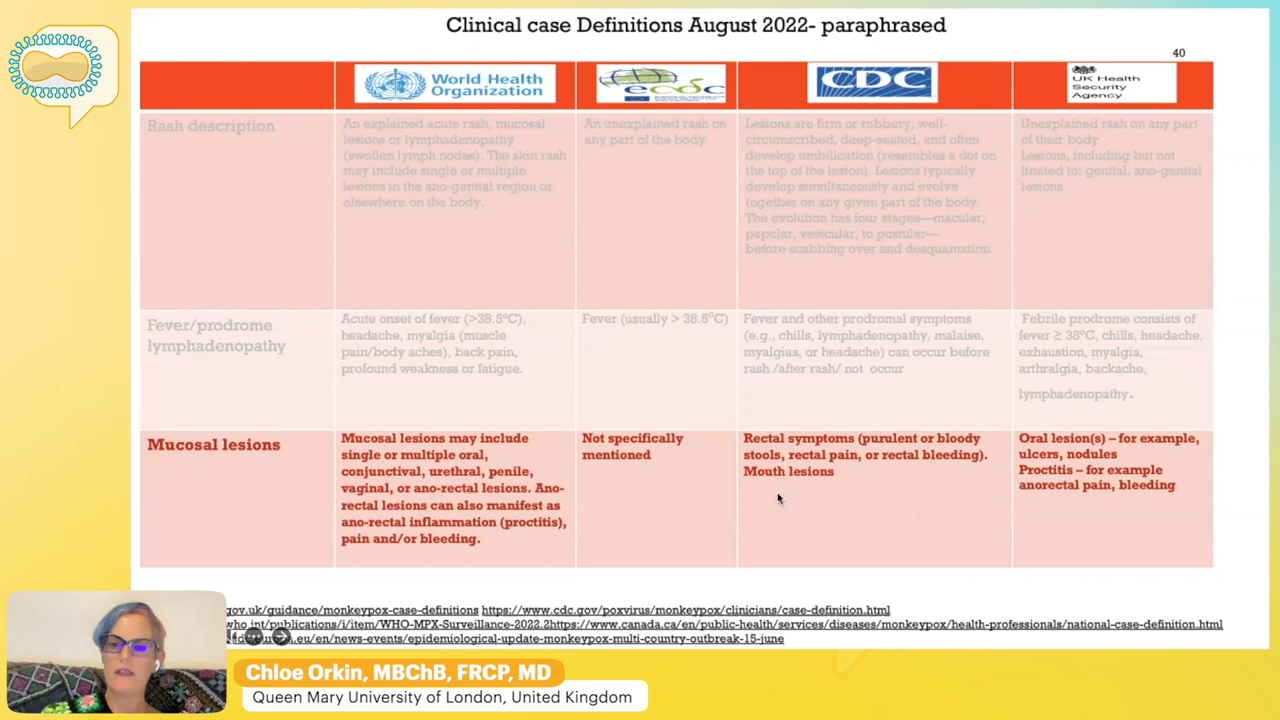 Clinical case Definitions August 2022- paraphrased
40
World Health
Organization
ecdc
CDC
UK Health
Security
Agency
Rash description
An explained acute rash, mucosal
lesions or lymphadenopathy
(swollen lymph nodes). The skin rash
may include single or multiple
lesions in the ano-genital region or
elsewhere on the body.
An unexplained rash on
any part of the body
Lesions are firm or rubbery, well-
circumscribed, deep-seated, and often
develop umbilication (resembles a dot on
the top of the lesion). Lesions typically
develop simultaneously and evolve
together on any given part of the body.
The evolution has four stages—macular,
papular, vesicular, to pustular—
before scabbing over and desquamation.
Unexplained rash on any part
of their body
Lesions, including but not
limited to: genital. ano-genital
lesions
Fever/prodrome
lymphadenopathy
Acute onset of fever (>38.5°C),
headache, myalgia (muscle
pain/body aches), back pain,
profound weakness or fatigue.
Fever (usually > 38.5°C)
Fever and other prodromal symptoms
(e.g., chills, lymphadenopathy, malaise,
myalgias, or headache) can occur before
rash /after rash/ not occur
Febrile prodrome consists of
fever ≥ 38°C, chills, headache,
exhaustion, myalgia,
arthralgia, backache,
lymphadenopathy.
Mucosal lesions
Mucosal lesions may include
single or multiple oral,
conjunctival, urethral, penile,
vaginal, or ano-rectal lesions. Ano-
rectal lesions can also manifest as
ano-rectal inflammation (proctitis),
pain and/or bleeding.
Not specifically
mentioned
Rectal symptoms (purulent or bloody
stools, rectal pain, or rectal bleeding).
Mouth lesions
Oral lesion(s) – for example,
ulcers, nodules
Proctitis – for example
anorectal pain, bleeding
gov.uk/guidance/monkeypox-case-definitions https://www.cdc.gov/poxvirus/monkeypox/clinicians/case-definition.html
who int/publications/i/item/WHO-MPX-Surveillance-2022.2https://www.canada.ca/en/public-health/services/diseases/monkeypox/health-professionals/national-case-definition.html
europa.eu/en/news-events/epidemiological-update-monkeypox-multi-country-outbreak-15-june
Chloe Orkin, MBChB, FRCP, MD
Queen Mary University of London, United Kingdom